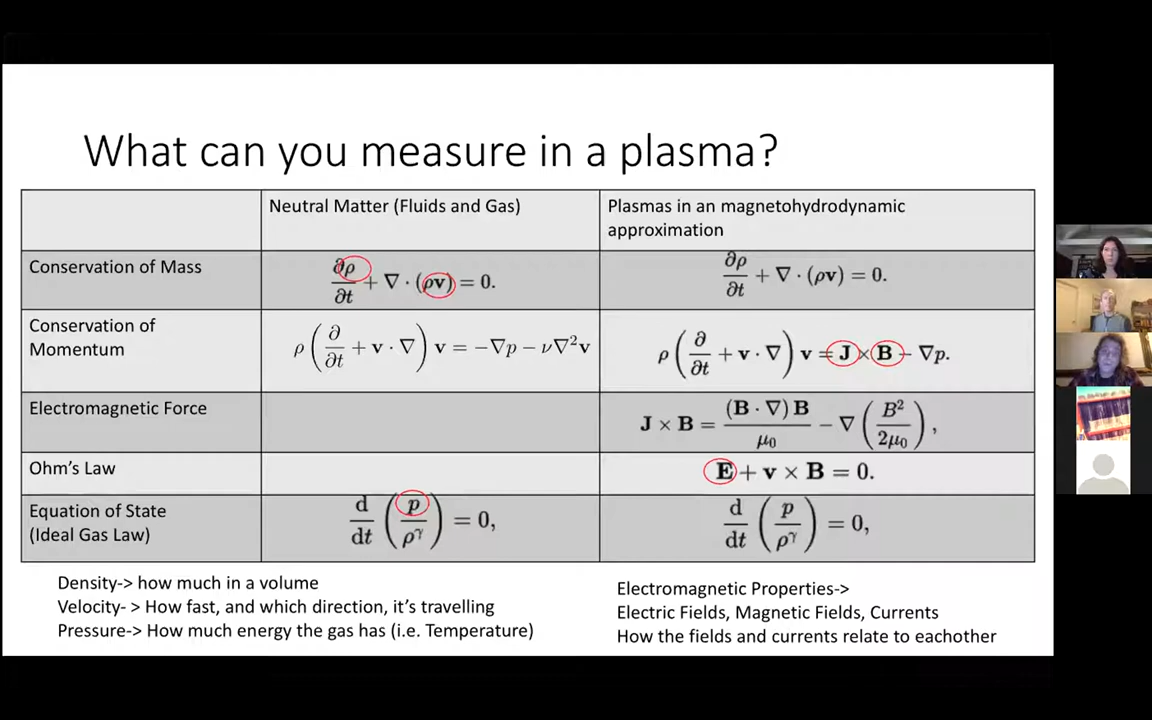 What can you measure in a plasma?
Neutral Matter (Fluids and Gas)
Plasmas in an magnetohydrodynamic
approximation
Conservation of Mass
∂ρ/∂t + ∇ · (ρv) = 0.
∂ρ/∂t + ∇ · (ρv) = 0.
Conservation of
Momentum
ρ(∂/∂t + v · ∇)v = −∇p − ν∇²v
ρ(∂/∂t + v · ∇)v = J × B − ∇p.
Electromagnetic Force
J × B = (B · ∇)B/μ₀ − ∇(B²/2μ₀),
Ohm's Law
E + v × B = 0.
Equation of State
(Ideal Gas Law)
d/dt (p/ρ^γ) = 0,
d/dt (p/ρ^γ) = 0,
Density-> how much in a volume
Velocity- > How fast, and which direction, it's travelling
Pressure-> How much energy the gas has (i.e. Temperature)
Electromagnetic Properties->
Electric Fields, Magnetic Fields, Currents
How the fields and currents relate to eachother